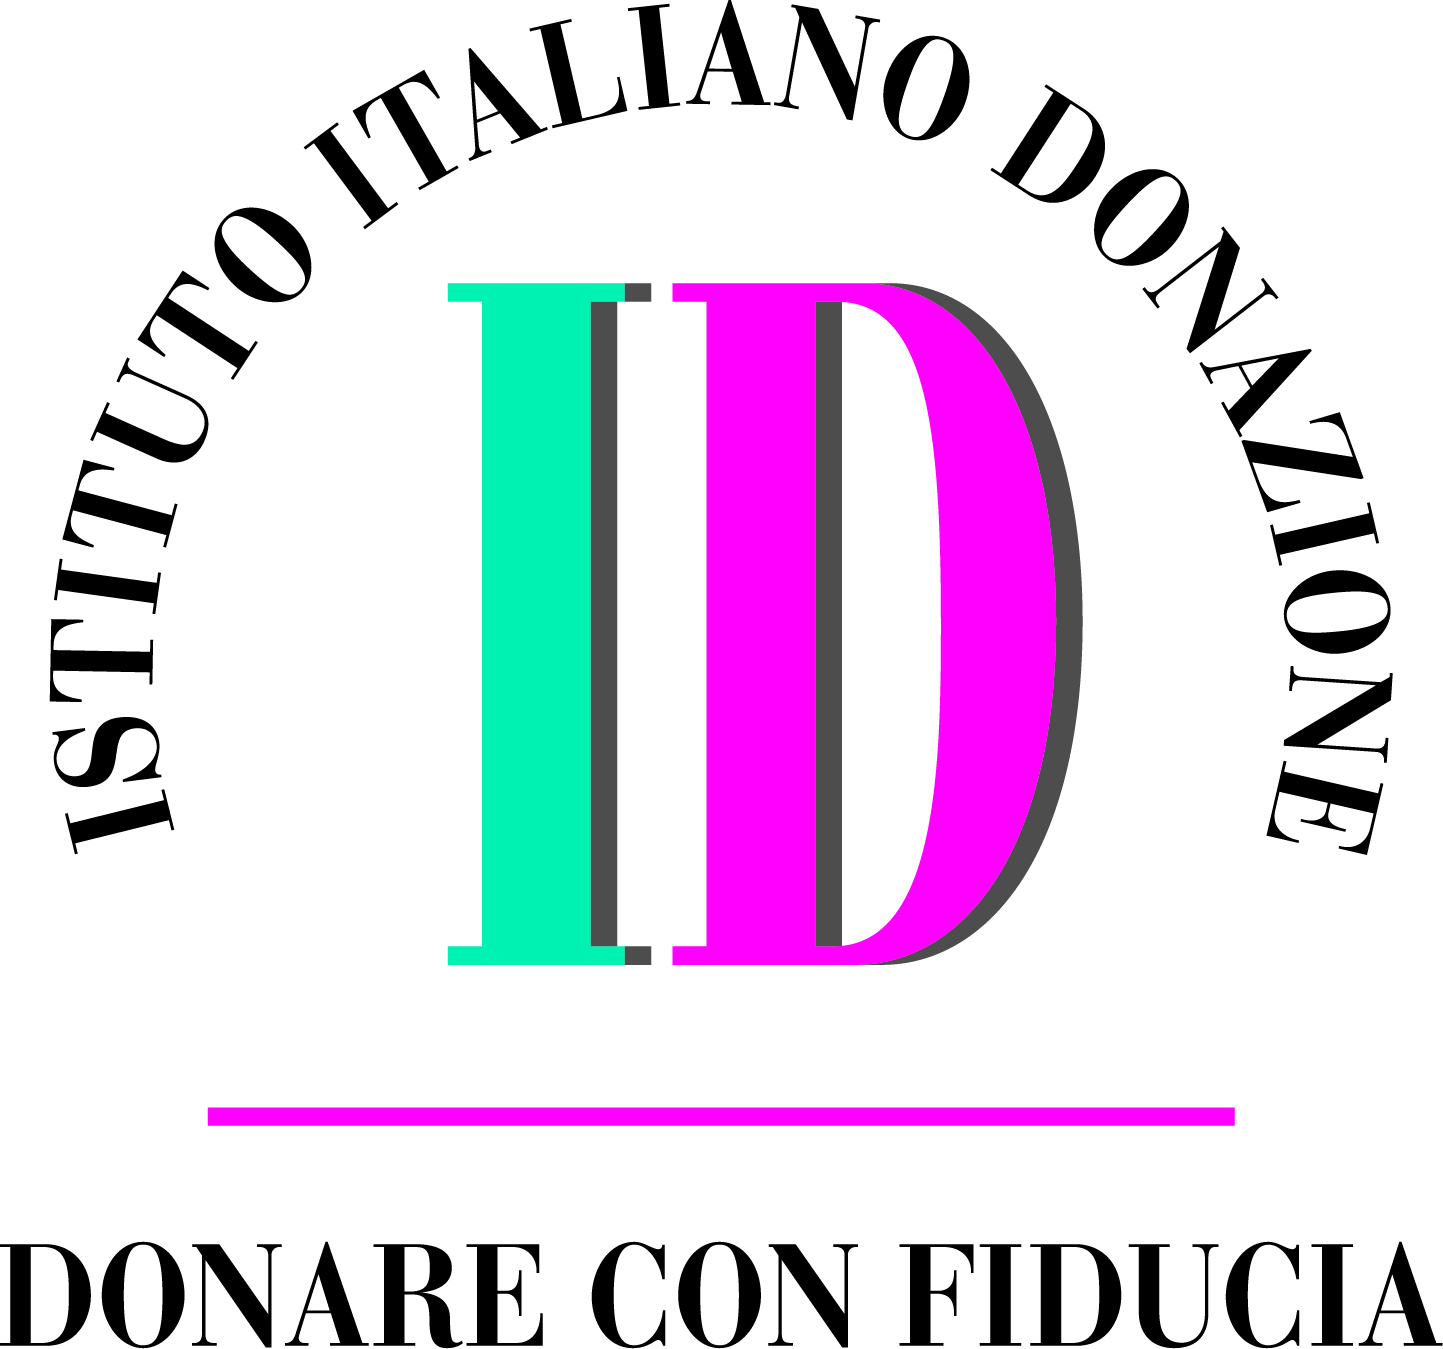 ISTITUTO ITALIANO DONAZIONE
ID
DONARE CON FIDUCIA